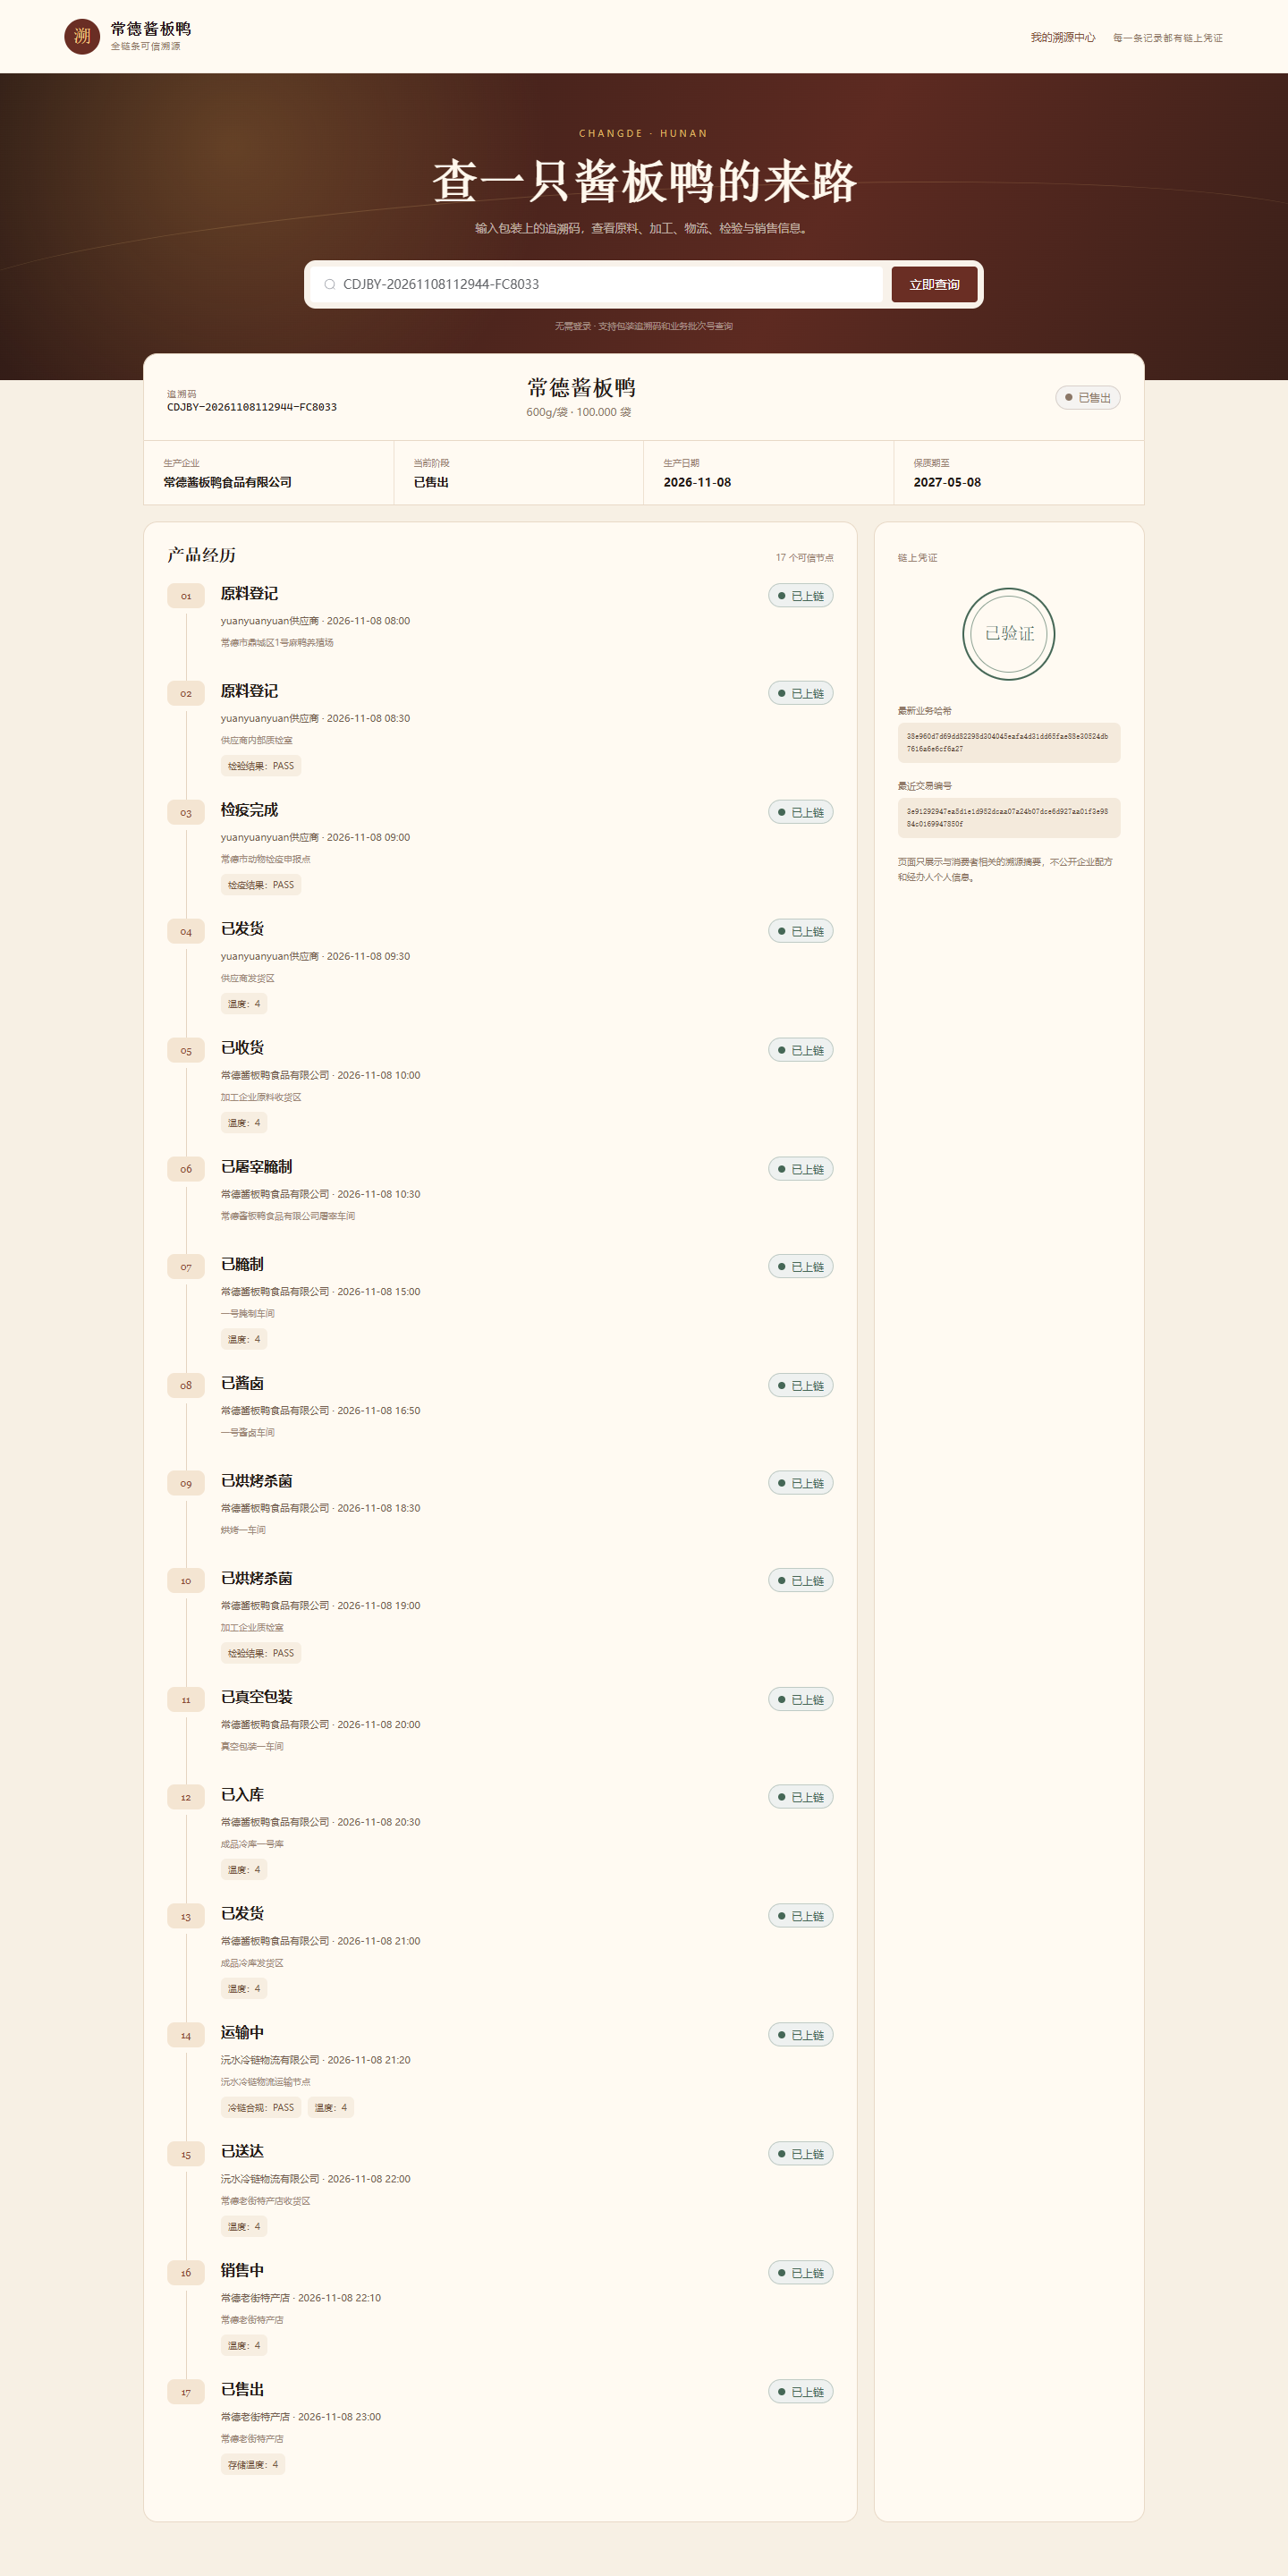 溯
常德酱板鸭
全链条可信溯源
我的溯源中心
每一条记录都有链上凭证
CHANGDE · HUNAN
查一只酱板鸭的来路
输入包装上的追溯码，查看原料、加工、物流、检验与销售信息。
CDJBY-20261108112944-FC8033
立即查询
无需登录 · 支持包装追溯码和业务批次号查询
追溯码
CDJBY-20261108112944-FC8033
常德酱板鸭
600g/袋 · 100.000 袋
已售出
生产企业
常德酱板鸭食品有限公司
当前阶段
已售出
生产日期
2026-11-08
保质期至
2027-05-08
产品经历
17 个可信节点
01
原料登记
已上链
yuanyuanyuan供应商 · 2026-11-08 08:00
常德市鼎城区1号麻鸭养殖场
02
原料登记
已上链
yuanyuanyuan供应商 · 2026-11-08 08:30
供应商内部质检室
检验结果：PASS
03
检疫完成
已上链
yuanyuanyuan供应商 · 2026-11-08 09:00
常德市动物检疫申报点
检疫结果：PASS
04
已发货
已上链
yuanyuanyuan供应商 · 2026-11-08 09:30
供应商发货区
温度：4
05
已收货
已上链
常德酱板鸭食品有限公司 · 2026-11-08 10:00
加工企业原料收货区
温度：4
06
已屠宰腌制
已上链
常德酱板鸭食品有限公司 · 2026-11-08 10:30
常德酱板鸭食品有限公司屠宰车间
07
已腌制
已上链
常德酱板鸭食品有限公司 · 2026-11-08 15:00
一号腌制车间
温度：4
08
已酱卤
已上链
常德酱板鸭食品有限公司 · 2026-11-08 16:50
一号酱卤车间
09
已烘烤杀菌
已上链
常德酱板鸭食品有限公司 · 2026-11-08 18:30
烘烤一车间
10
已烘烤杀菌
已上链
常德酱板鸭食品有限公司 · 2026-11-08 19:00
加工企业质检室
检验结果：PASS
11
已真空包装
已上链
常德酱板鸭食品有限公司 · 2026-11-08 20:00
真空包装一车间
12
已入库
已上链
常德酱板鸭食品有限公司 · 2026-11-08 20:30
成品冷库一号库
温度：4
13
已发货
已上链
常德酱板鸭食品有限公司 · 2026-11-08 21:00
成品冷库发货区
温度：4
14
运输中
已上链
沅水冷链物流有限公司 · 2026-11-08 21:20
沅水冷链物流运输节点
冷链合规：PASS 温度：4
15
已送达
已上链
沅水冷链物流有限公司 · 2026-11-08 22:00
常德老街特产店收货区
温度：4
16
销售中
已上链
常德老街特产店 · 2026-11-08 22:10
常德老街特产店
温度：4
17
已售出
已上链
常德老街特产店 · 2026-11-08 23:00
常德老街特产店
存储温度：4
链上凭证
已验证
最新业务哈希
最近交易编号
页面只展示与消费者相关的溯源摘要，不公开企业配方
和经办人个人信息。